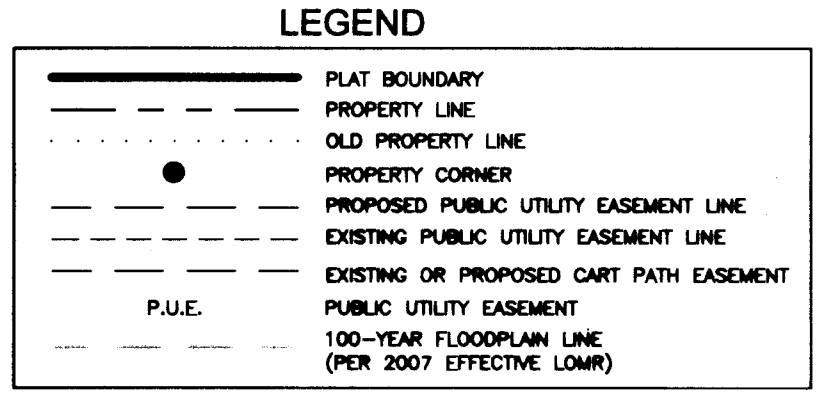 LEGEND
PLAT BOUNDARY
PROPERTY LINE
OLD PROPERTY LINE
PROPERTY CORNER
PROPOSED PUBLIC UTILITY EASEMENT LINE
EXISTING PUBLIC UTILITY EASEMENT LINE
EXISTING OR PROPOSED CART PATH EASEMENT
P.U.E. PUBLIC UTILITY EASEMENT
100-YEAR FLOODPLAIN LINE
(PER 2007 EFFECTIVE LOMR)